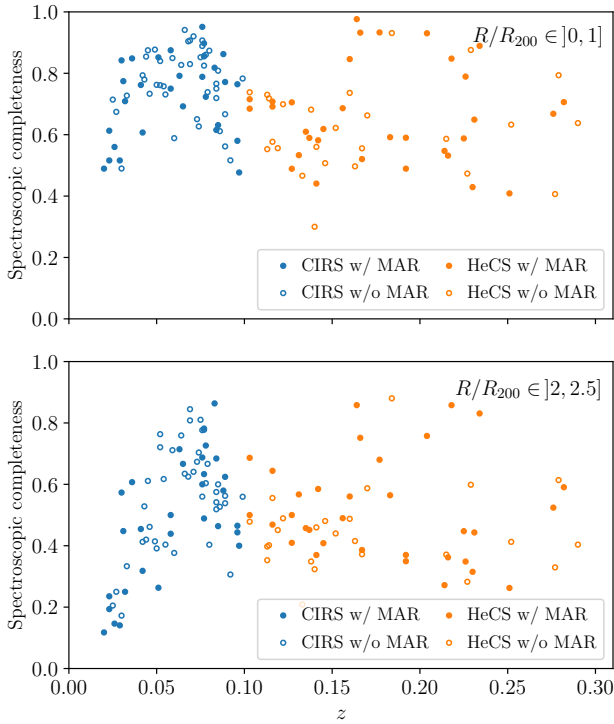 1.0
R/R200 ∈ ]0, 1]
0.8
0.6
0.4
0.2
0.0
Spectroscopic completeness
CIRS w/ MAR
HeCS w/ MAR
CIRS w/o MAR
HeCS w/o MAR
1.0
R/R200 ∈ ]2, 2.5]
0.8
0.6
0.4
0.2
0.0
Spectroscopic completeness
CIRS w/ MAR
HeCS w/ MAR
CIRS w/o MAR
HeCS w/o MAR
0.00 0.05 0.10 0.15 0.20 0.25 0.30
z